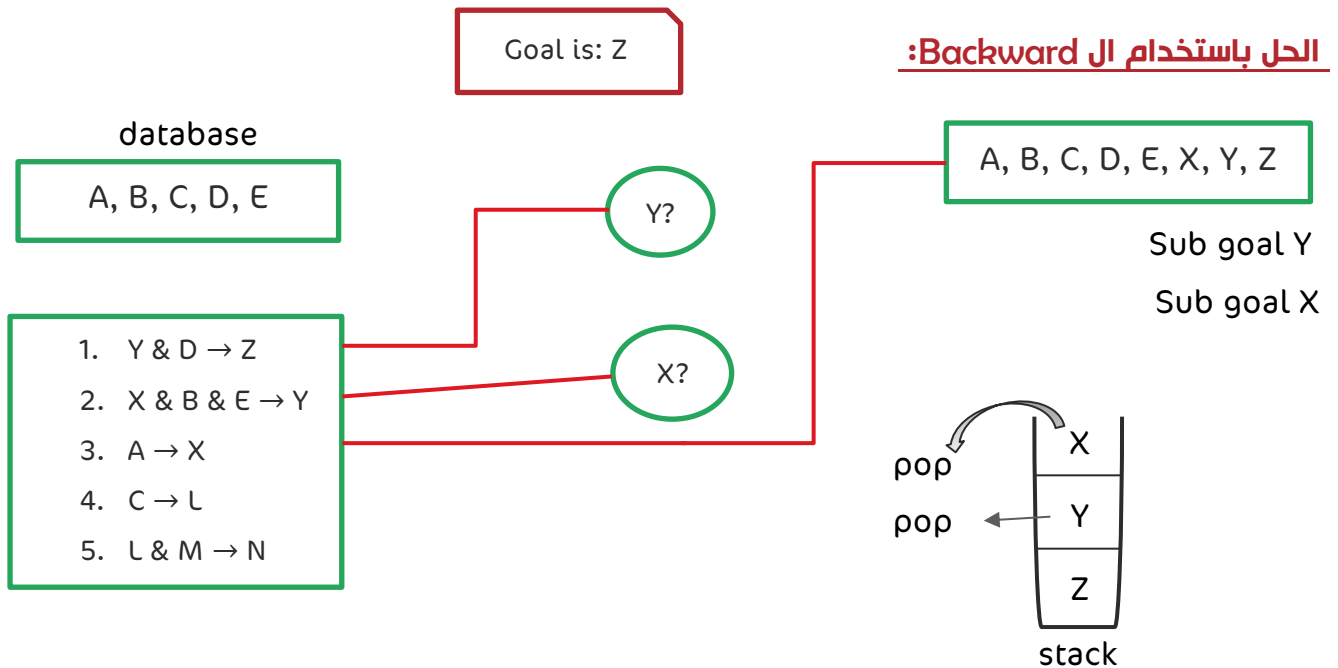 Goal is: Z
الحل باستخدام ال Backward:
database
A, B, C, D, E
A, B, C, D, E, X, Y, Z
Y?
Sub goal Y
Sub goal X
1. Y & D → Z
2. X & B & E → Y
3. A → X
4. C → L
5. L & M → N
X?
X
pop
Y
pop
Z
stack